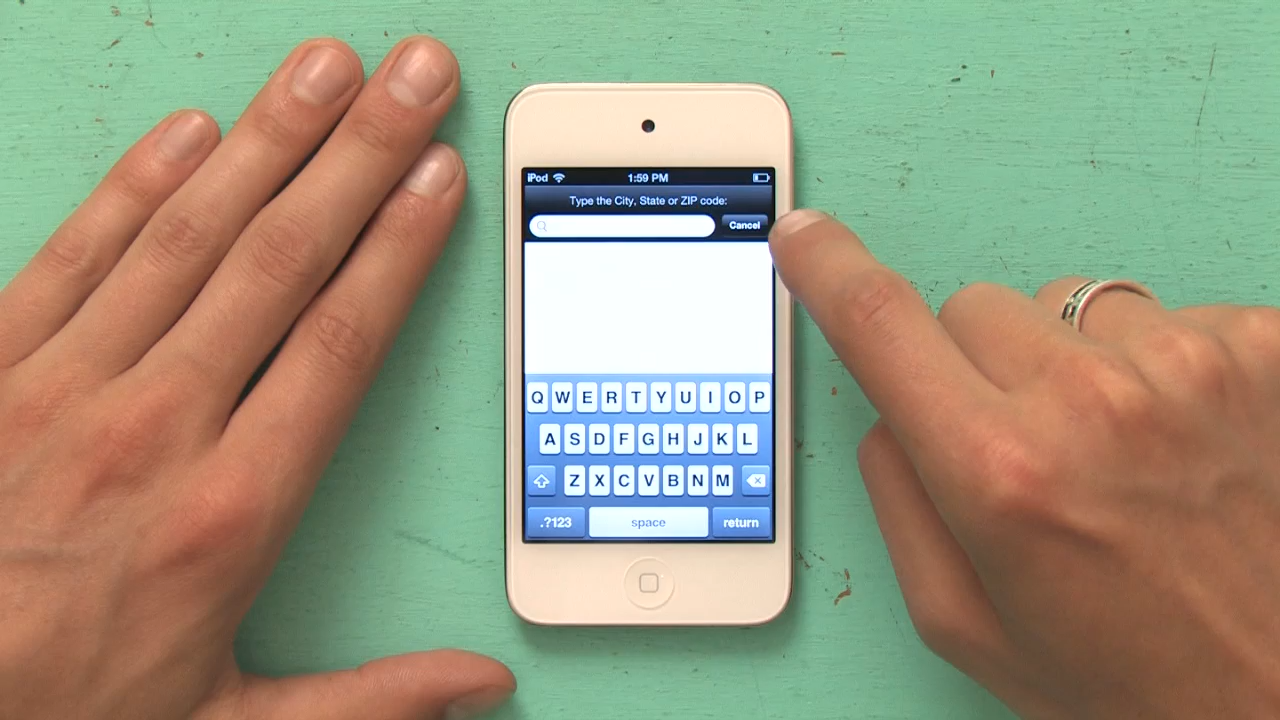 iPod 1:59 PM
Type the City, State or ZIP code:
Cancel
Q W E R T Y U I O P
A S D F G H J K L
Z X C V B N M
.?123 space return